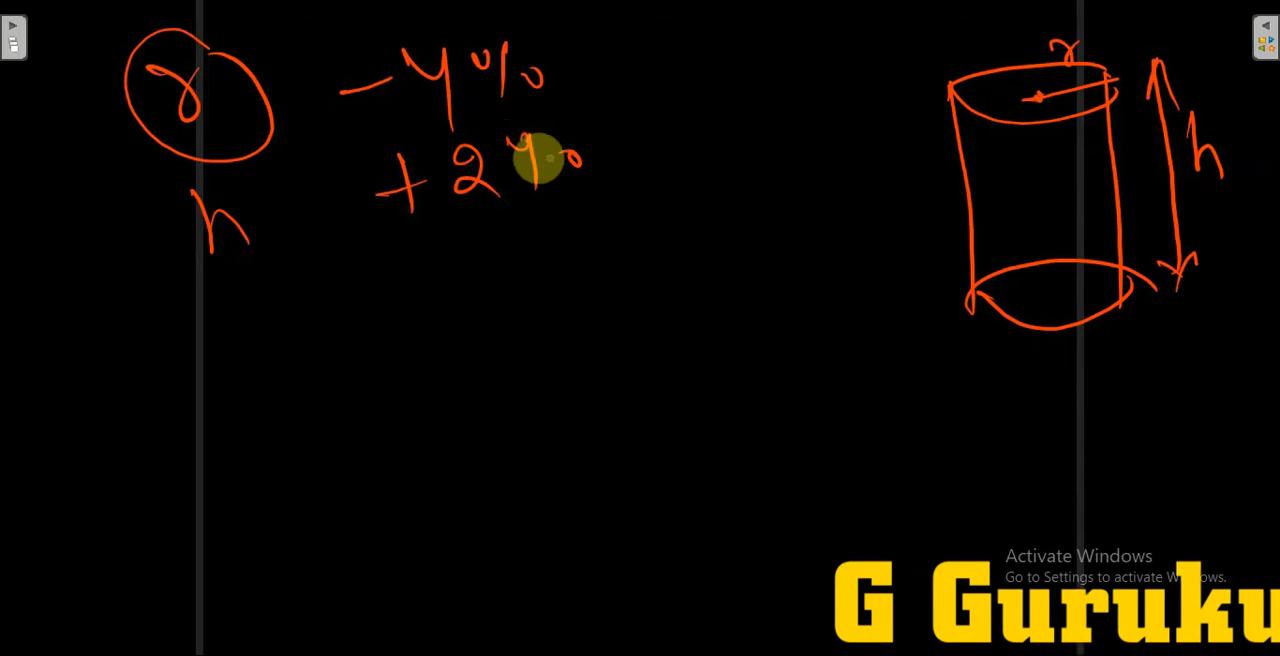 r -4%
h +2%
r
h
Activate Windows
Go to Settings to activate Windows.
G Guruku